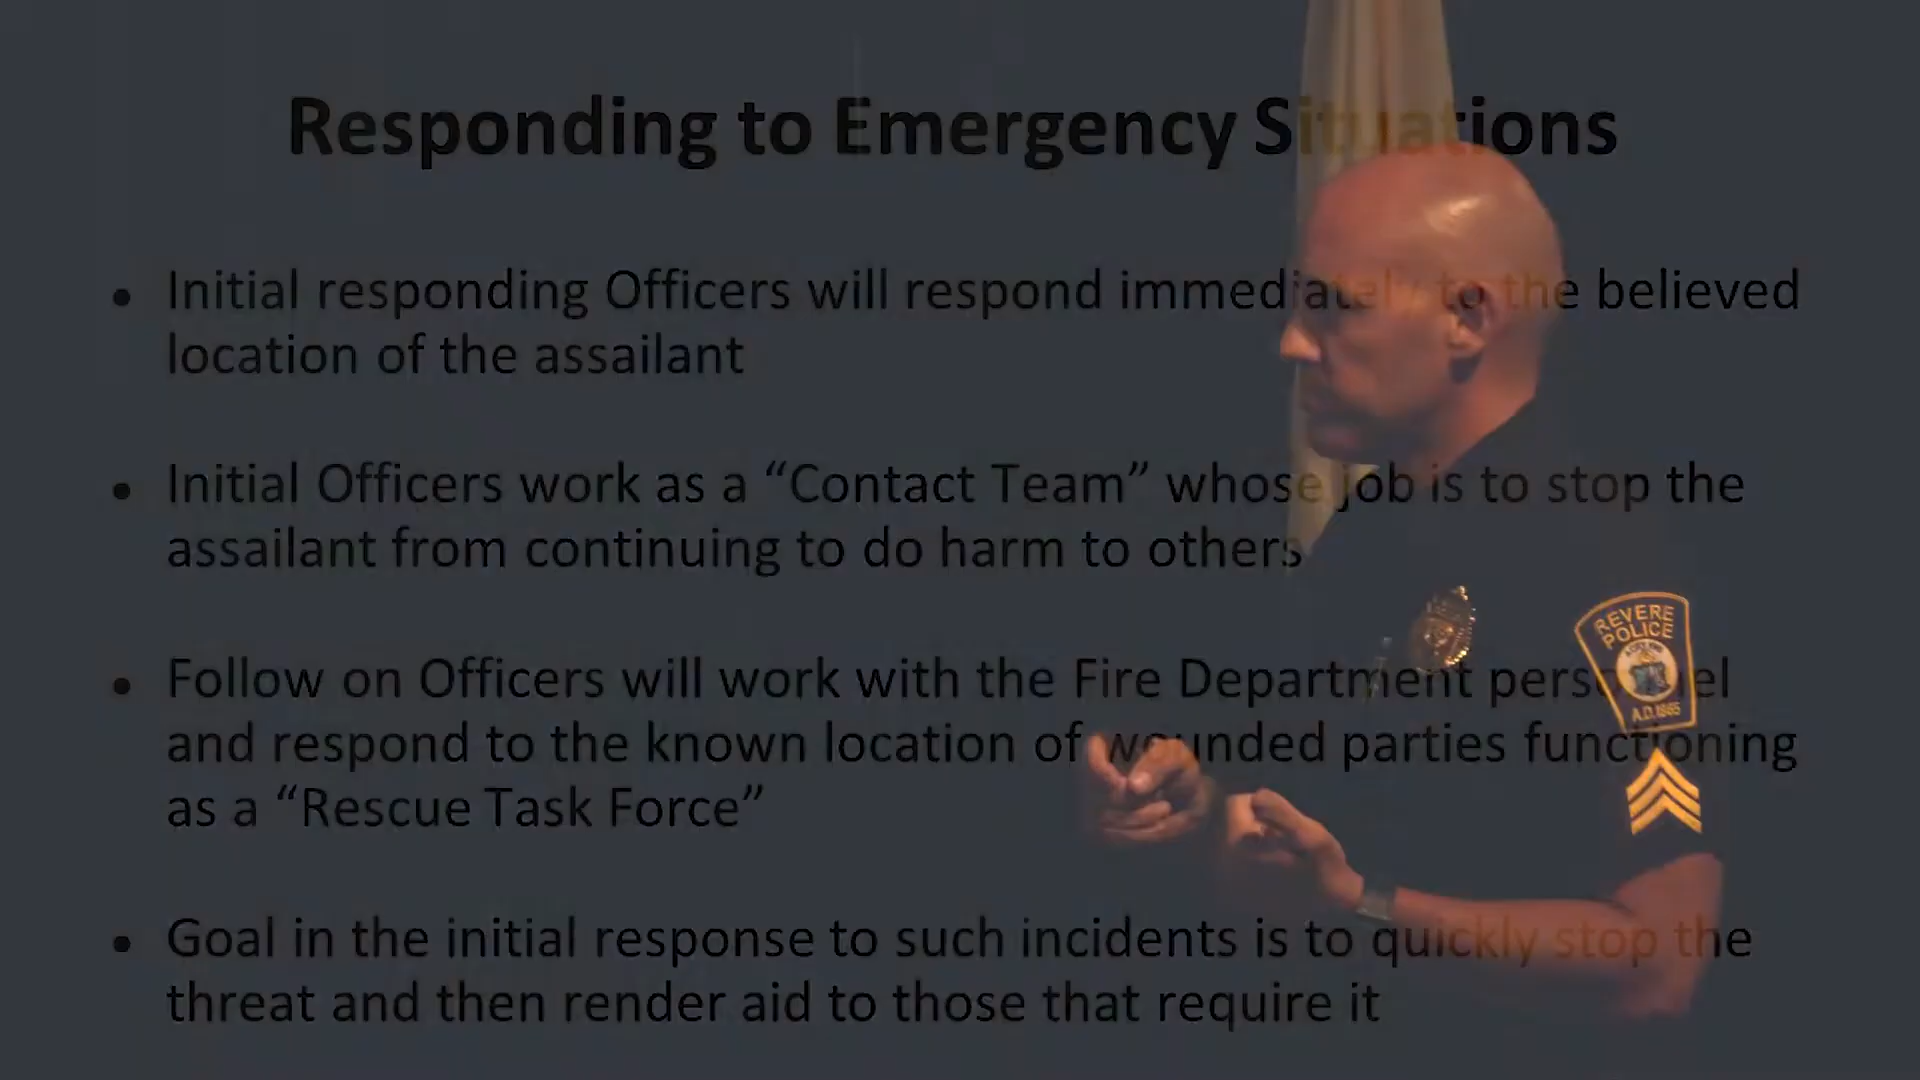 Responding to Emergency Situations
• Initial responding Officers will respond immediately to the believed
location of the assailant
• Initial Officers work as a “Contact Team” whose job is to stop the
assailant from continuing to do harm to others
• Follow on Officers will work with the Fire Department personnel
and respond to the known location of wounded parties functioning
as a “Rescue Task Force”
• Goal in the initial response to such incidents is to quickly stop the
threat and then render aid to those that require it
REVERE
POLICE
A.D. 1865